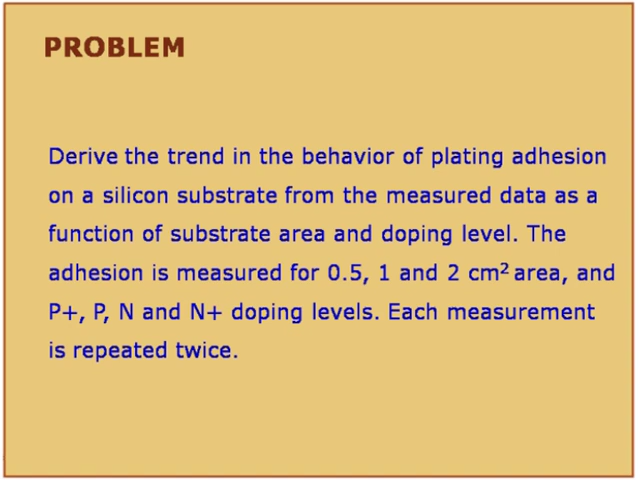 PROBLEM
Derive the trend in the behavior of plating adhesion
on a silicon substrate from the measured data as a
function of substrate area and doping level. The
adhesion is measured for 0.5, 1 and 2 cm² area, and
P+, P, N and N+ doping levels. Each measurement
is repeated twice.